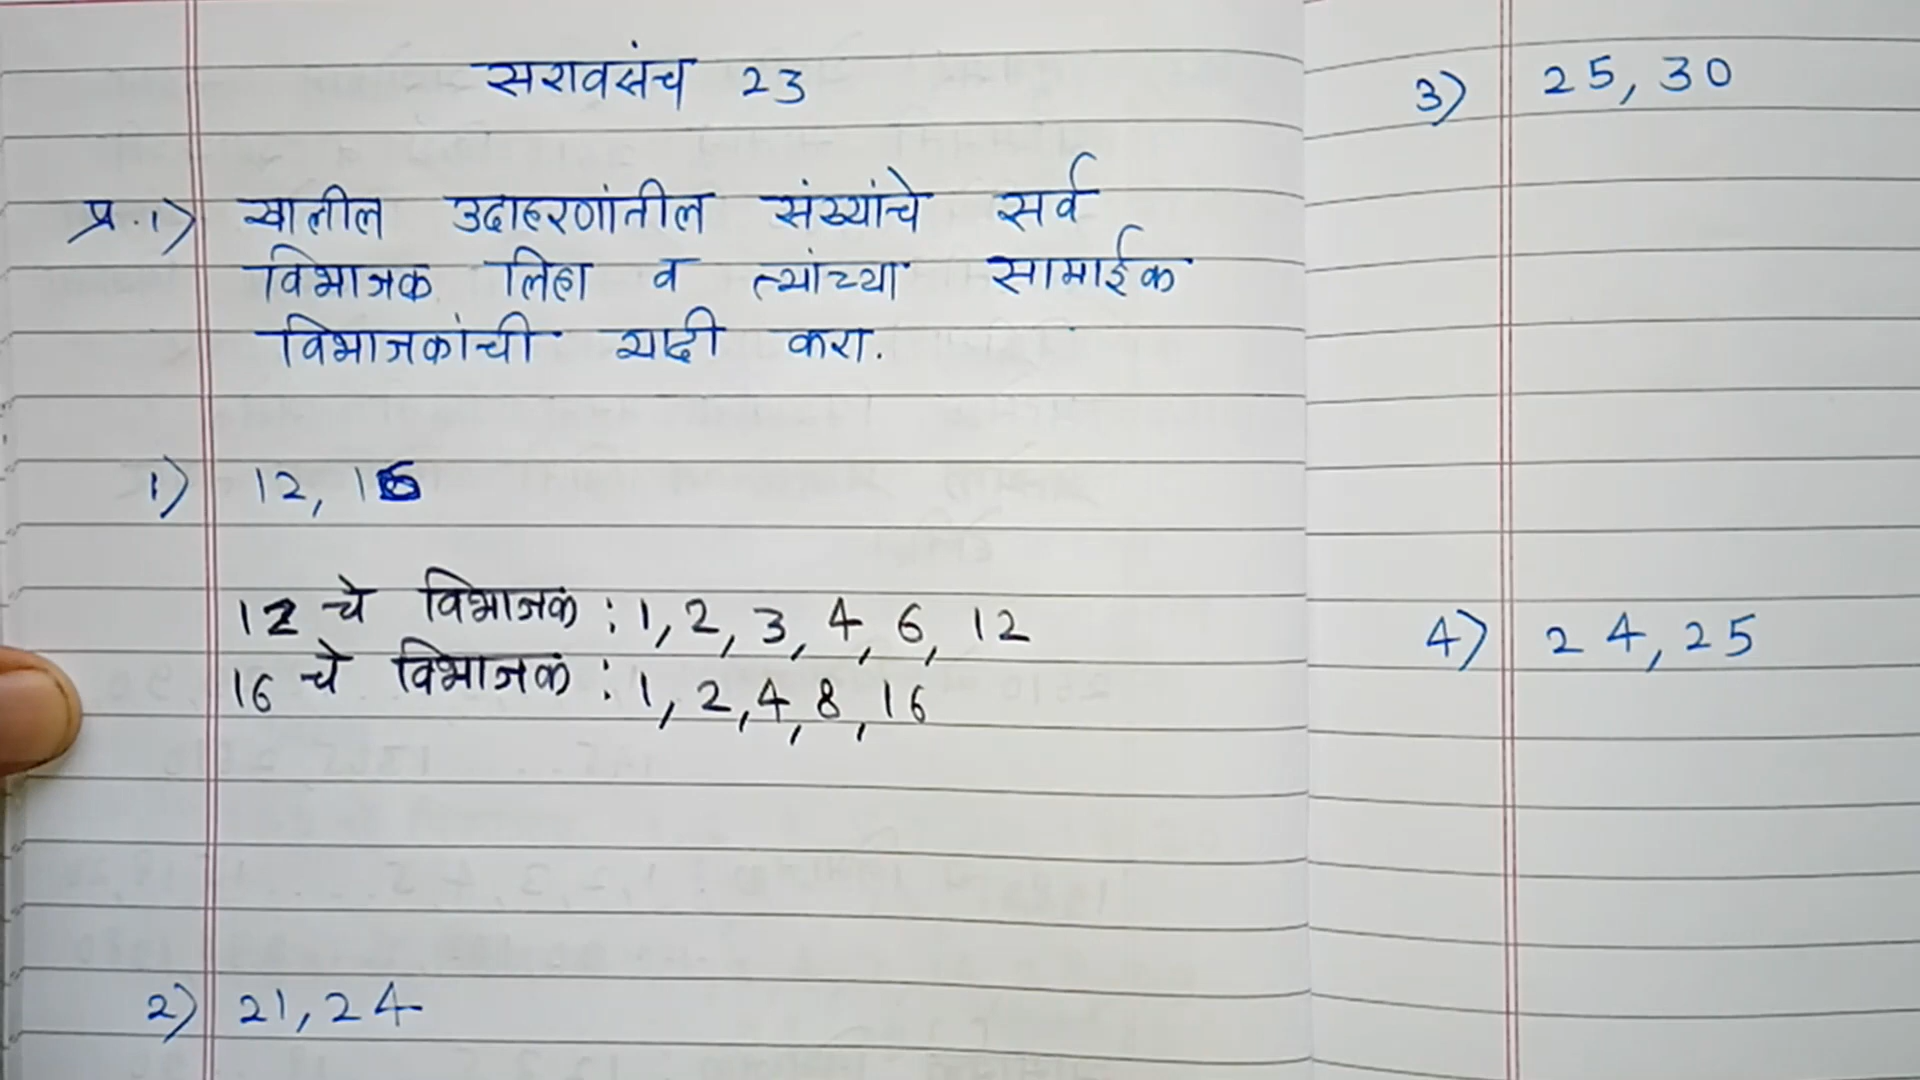 सरावसंच 23
प्र.1) खालील उदाहरणांतील संख्यांचे सर्व
विभाजक लिहा व त्यांच्या सामाईक
विभाजकांची यादी करा.
1) 12, 16
12 चे विभाजक : 1, 2, 3, 4, 6, 12
16 चे विभाजक : 1, 2, 4, 8, 16
2) 21, 24
3) 25, 30
4) 24, 25